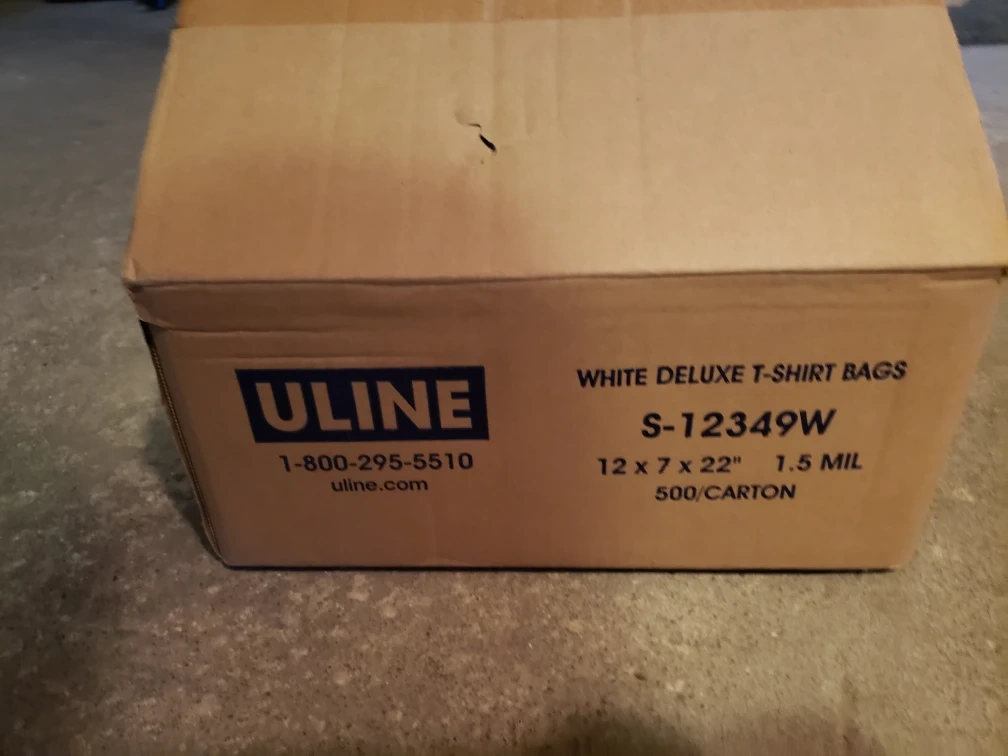 ULINE
1-800-295-5510
uline.com
WHITE DELUXE T-SHIRT BAGS
S-12349W
12 x 7 x 22" 1.5 MIL
500/CARTON